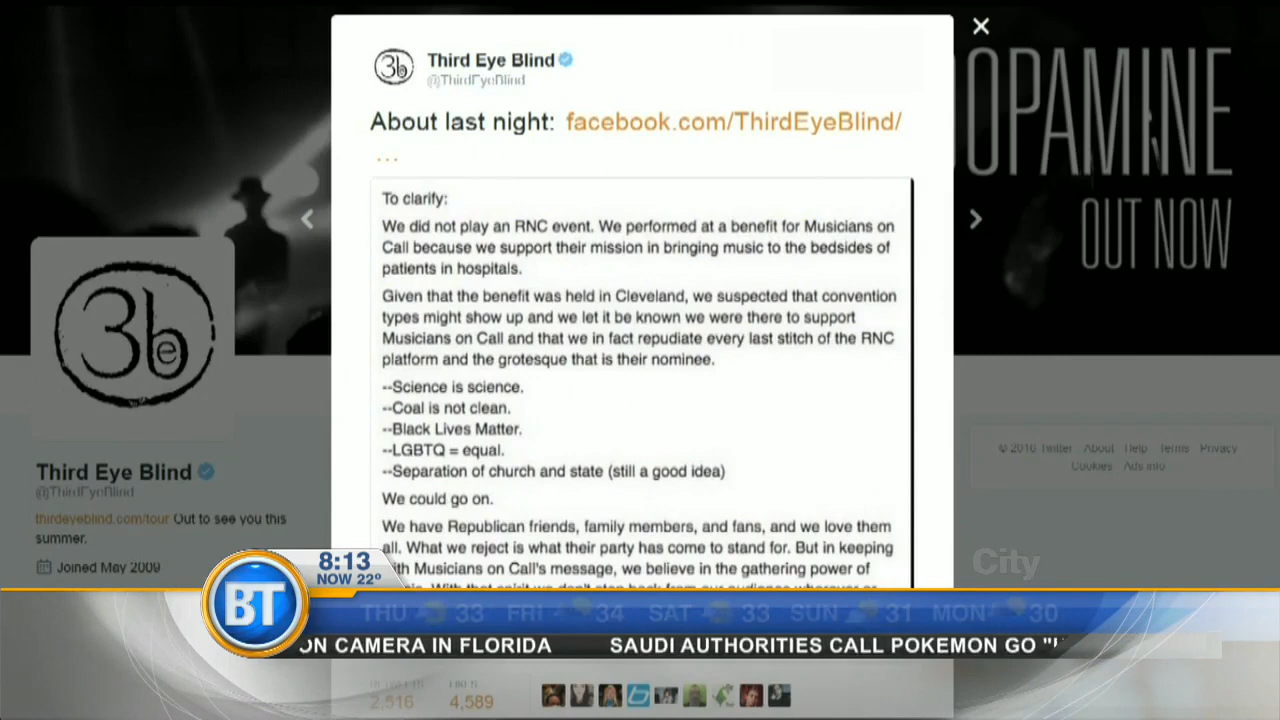 Third Eye Blind
@ThirdEyeBlind
About last night: facebook.com/ThirdEyeBlind/
...
To clarify:
We did not play an RNC event. We performed at a benefit for Musicians on
Call because we support their mission in bringing music to the bedsides of
patients in hospitals.
Given that the benefit was held in Cleveland, we suspected that convention
types might show up and we let it be known we were there to support
Musicians on Call and that we in fact repudiate every last stitch of the RNC
platform and the grotesque that is their nominee.
--Science is science.
--Coal is not clean.
--Black Lives Matter.
--LGBTQ = equal.
--Separation of church and state (still a good idea)
We could go on.
We have Republican friends, family members, and fans, and we love them
all. What we reject is what their party has come to stand for. But in keeping
with Musicians on Call's message, we believe in the gathering power of
DOPAMINE
OUT NOW
3be
Third Eye Blind
@ThirdEyeBlind
thirdeyeblind.com/tour Out to see you this
summer.
Joined May 2009
© 2016 Twitter About Help Terms Privacy
Cookies Ads info
City
8:13
NOW 22°
BT
THU 33 FRI 34 SAT 33 SUN 31 MON 30
ON CAMERA IN FLORIDA SAUDI AUTHORITIES CALL POKEMON GO "
RETWEETS LIKES
2,516 4,589